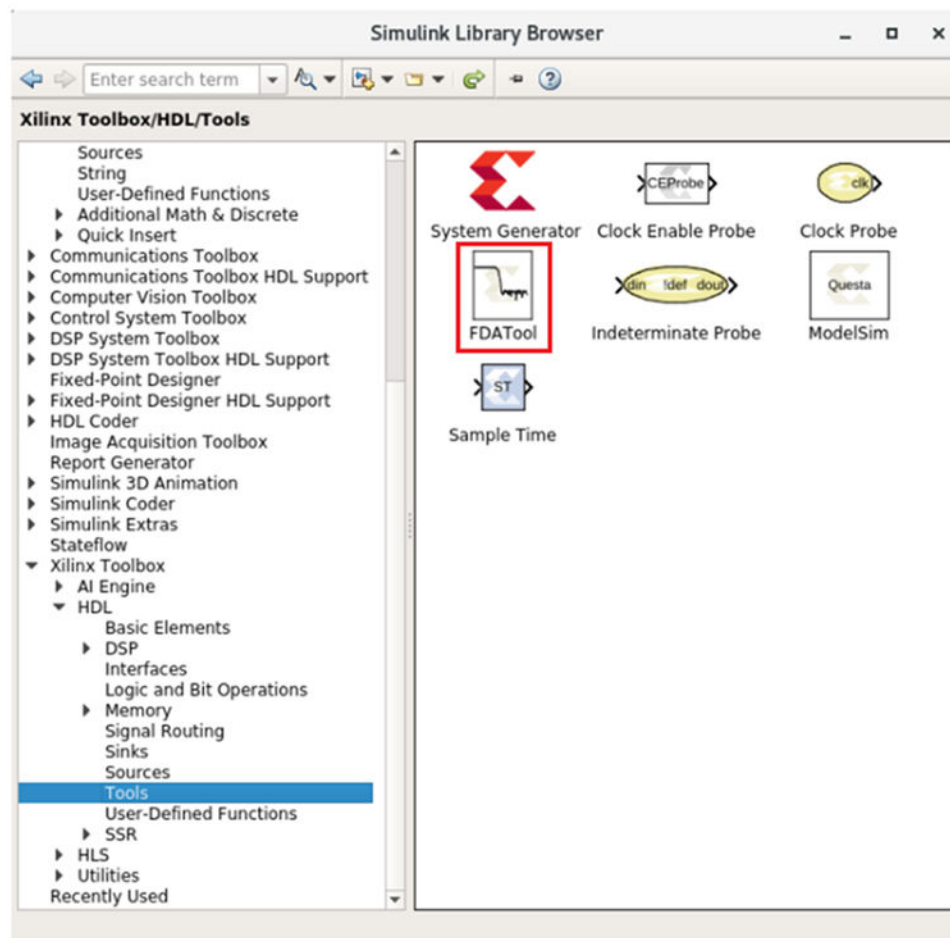 Simulink Library Browser
Enter search term
Xilinx Toolbox/HDL/Tools
Sources
String
User-Defined Functions
Additional Math & Discrete
Quick Insert
Communications Toolbox
Communications Toolbox HDL Support
Computer Vision Toolbox
Control System Toolbox
DSP System Toolbox
DSP System Toolbox HDL Support
Fixed-Point Designer
Fixed-Point Designer HDL Support
HDL Coder
Image Acquisition Toolbox
Report Generator
Simulink 3D Animation
Simulink Coder
Simulink Extras
Stateflow
Xilinx Toolbox
AI Engine
HDL
Basic Elements
DSP
Interfaces
Logic and Bit Operations
Memory
Signal Routing
Sinks
Sources
Tools
User-Defined Functions
SSR
HLS
Utilities
Recently Used
CEProbe clk
System Generator Clock Enable Probe Clock Probe
din !def dout Questa
FDATool Indeterminate Probe ModelSim
ST
Sample Time